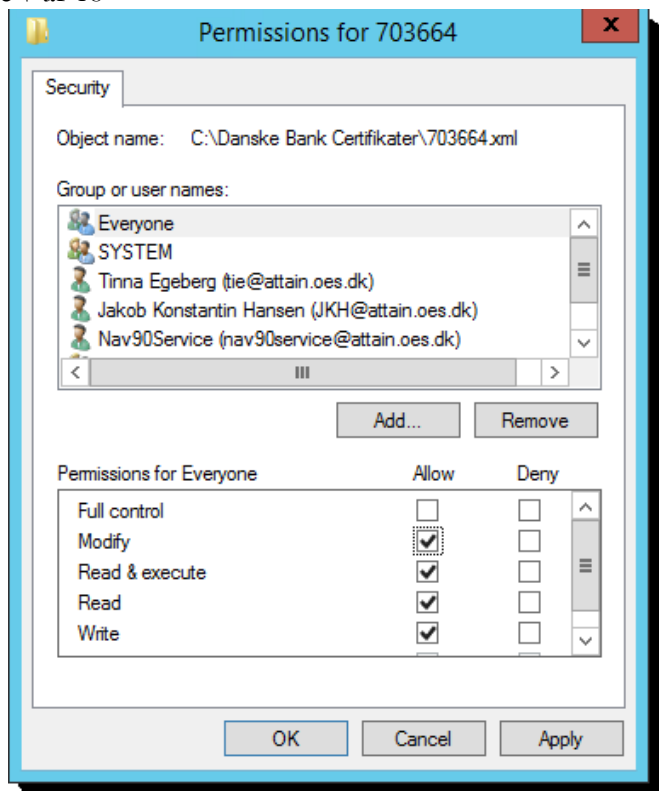 Permissions for 703664
x
Security
Object name: C:\Danske Bank Certifikater\703664.xml
Group or user names:
Everyone
SYSTEM
Tinna Egeberg (tie@attain.oes.dk)
Jakob Konstantin Hansen (JKH@attain.oes.dk)
Nav90Service (nav90service@attain.oes.dk)
Add... Remove
Permissions for Everyone Allow Deny
Full control
Modify
Read & execute
Read
Write
OK Cancel Apply